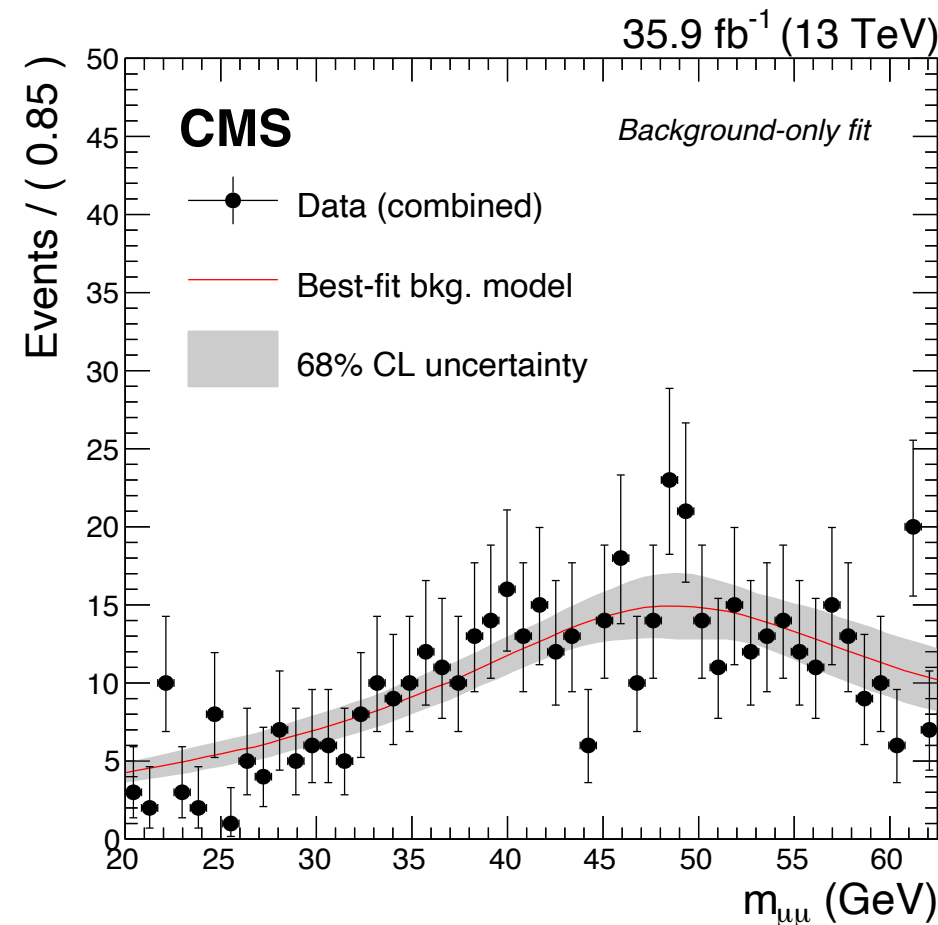 35.9 fb⁻¹ (13 TeV)
Events / ( 0.85 )
50
45
40
35
30
25
20
15
10
5
0
CMS
Background-only fit
Data (combined)
Best-fit bkg. model
68% CL uncertainty
20 25 30 35 40 45 50 55 60
m_μμ (GeV)